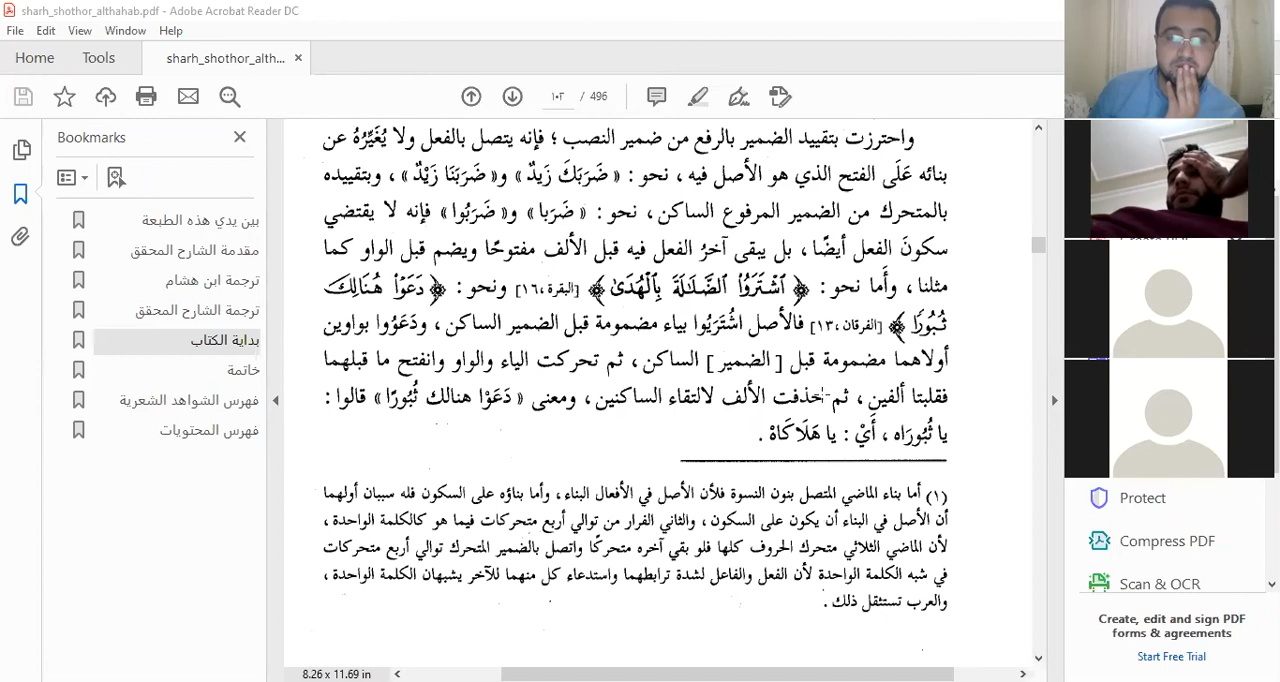 sharh_shothor_althahab.pdf - Adobe Acrobat Reader DC
File Edit View Window Help
Home Tools sharh_shothor_alth... ×
١٠٣ / 496
Bookmarks
بين يدي هذه الطبعة
مقدمة الشارح المحقق
ترجمة ابن هشام
ترجمة الشارح المحقق
بداية الكتاب
خاتمة
فهرس الشواهد الشعرية
فهرس المحتويات
واحترزت بتقييد الضمير بالرفع من ضمير النصب ؛ فإنه يتصل بالفعل ولا يُغَيِّرُهُ عن
بنائه عَلَى الفتح الذي هو الأصل فيه ، نحو : « ضَرَبَكَ زَيدٌ » و« ضَرَبَنَا زَيْدٌ » ، وبتقييده
بالمتحرك من الضمير المرفوع الساكن ، نحو : « ضَرَبا » و« ضَرَبُوا » فإنه لا يقتضي
سكونَ الفعل أيضًا ، بل يبقى آخرُ الفعل فيه قبل الألف مفتوحًا ويضم قبل الواو كما
مثلنا ، وأَما نحو : ﴿ ٱشْتَرَوُا۟ ٱلضَّلَـٰلَةَ بِٱلْهُدَىٰ ﴾ [البقرة ،١٦] ونحو : ﴿ دَعَوْا۟ هُنَالِكَ
ثُبُورًا ﴾ [الفرقان ،١٣] فالأصل اشْتَرَيُوا بياء مضمومة قبل الضمير الساكن ، ودَعَوُوا بواوين
أولاهما مضمومة قبل [ الضمير ] الساكن ، ثم تحركت الياء والواو وانفتح ما قبلهما
فقلبتا ألفين ، ثم حذفت الألف لالتقاء الساكنين ، ومعنى « دَعَوْا هنالك ثُبُورًا » قالوا :
يا ثُبُورَاه ، أَيْ : يا هَلَاكَاهْ .
(١) أما بناء الماضي المتصل بنون النسوة فلأن الأصل في الأفعال البناء ، وأما بناؤه على السكون فله سببان أولهما
أن الأصل في البناء أن يكون على السكون ، والثاني الفرار من توالي أربع متحركات فيما هو كالكلمة الواحدة ،
لأن الماضي الثلاثي متحرك الحروف كلها فلو بقي آخره متحركًا واتصل بالضمير المتحرك توالي أربع متحركات
في شبه الكلمة الواحدة لأن الفعل والفاعل لشدة ترابطهما واستدعاء كل منهما للآخر يشبهان الكلمة الواحدة ،
والعرب تستثقل ذلك .
8.26 x 11.69 in
Protect
Compress PDF
Scan & OCR
Create, edit and sign PDF
forms & agreements
Start Free Trial